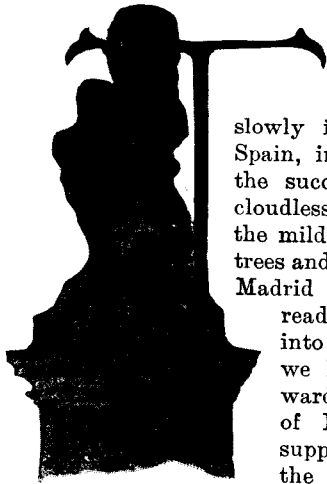 slowly i
Spain, in
the succ
cloudless
the mild
trees and
Madrid
read
into
we
ward
of
supp
the